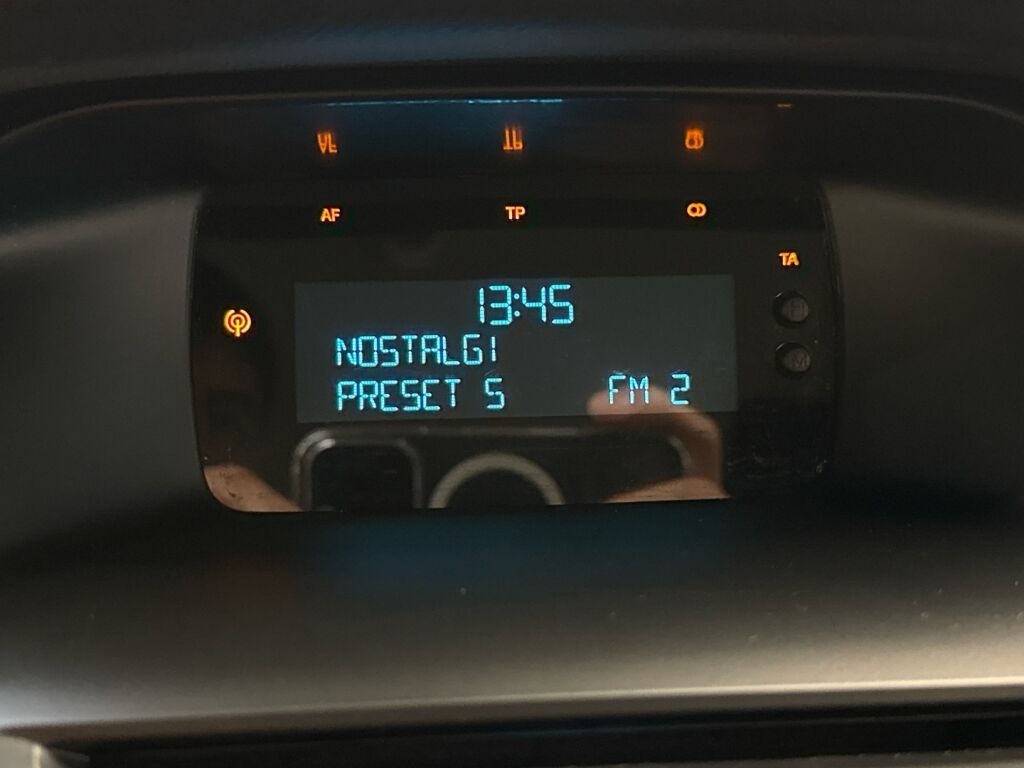 AF TP
TA
13:45
NOSTALGI
PRESET 5 FM 2
H
M